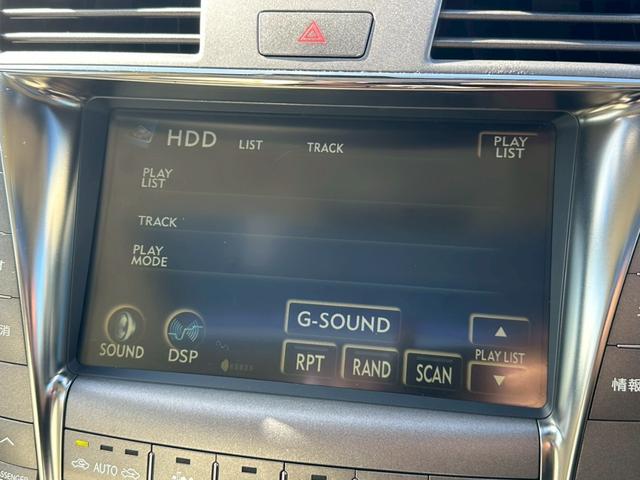 HDD LIST TRACK PLAY LIST
PLAY LIST
TRACK
PLAY MODE
G-SOUND
SOUND DSP RPT RAND SCAN PLAY LIST
情報
消
AUTO